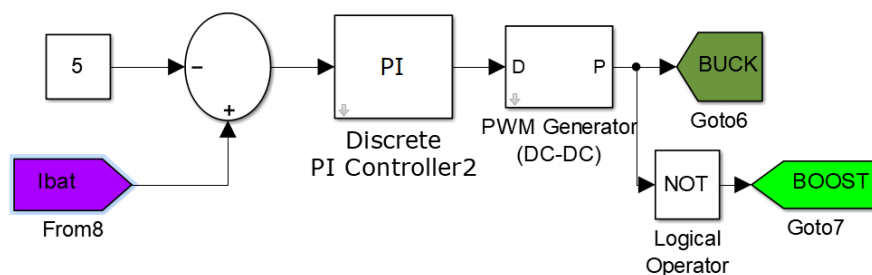 5
−
+
PI
Discrete
PI Controller2
D
P
PWM Generator
(DC-DC)
BUCK
Goto6
Ibat
From8
NOT
Logical
Operator
BOOST
Goto7